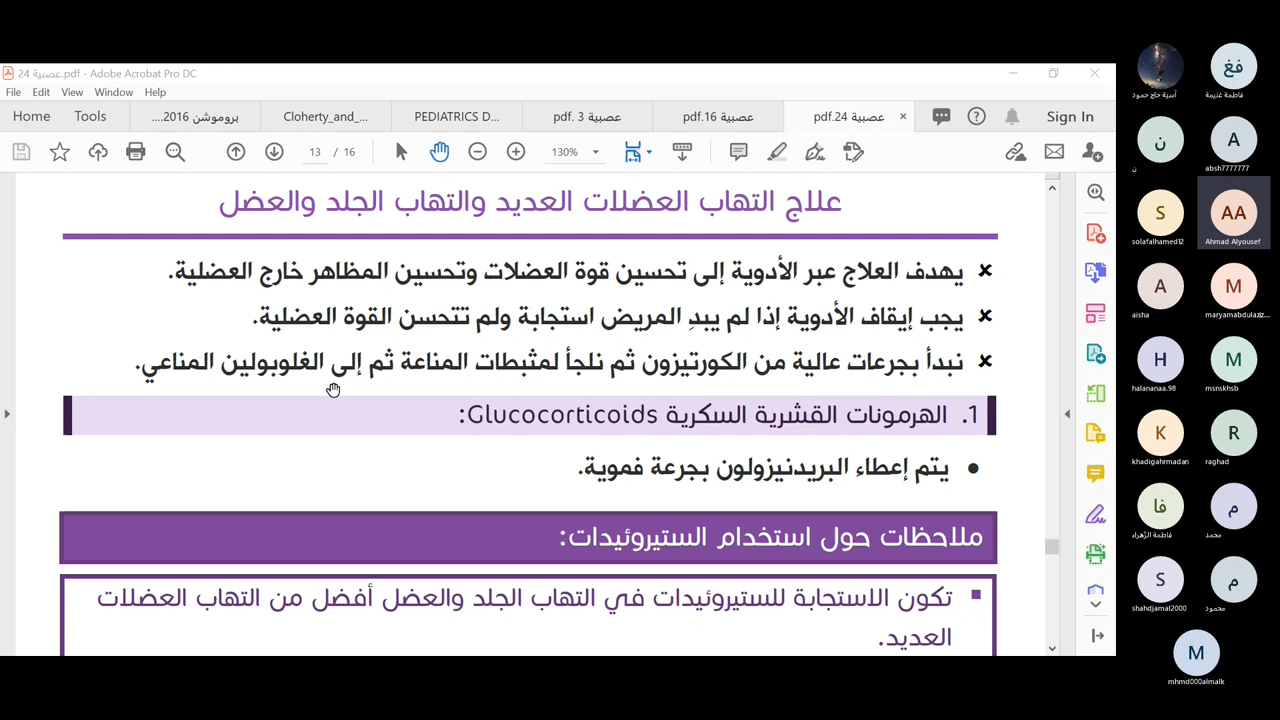 عصبية 24.pdf - Adobe Acrobat Pro DC
File Edit View Window Help
Home Tools بروموشن 2016.... Cloherty_and_... PEDIATRICS D... عصبية 3 .pdf عصبية 16.pdf عصبية 24.pdf × Sign In
13 / 16 130%
علاج التهاب العضلات العديد والتهاب الجلد والعضل
× يهدف العلاج عبر الأدوية إلى تحسين قوة العضلات وتحسين المظاهر خارج العضلية.
× يجب إيقاف الأدوية إذا لم يبدِ المريض استجابة ولم تتحسن القوة العضلية.
× نبدأ بجرعات عالية من الكورتيزون ثم نلجأ لمثبطات المناعة ثم إلى الغلوبولين المناعي.
1. الهرمونات القشرية السكرية Glucocorticoids:
• يتم إعطاء البريدنيزولون بجرعة فموية.
ملاحظات حول استخدام الستيروئيدات:
▪ تكون الاستجابة للستيروئيدات في التهاب الجلد والعضل أفضل من التهاب العضلات
العديد.
آسية حاج حمود
فغ
فاطمة غنيمة
ن
ن
A
absh7777777
S
solafalhamed12
AA
Ahmad Alyousef
A
aisha
M
maryamabdulaziz...
H
halananaa.98
M
msnskhsb
K
khadigahrmadan
R
raghad
فا
فاطمة الزهراء
م
محمد
S
shahdjamal2000
م
محمود
M
mhmd000almalk